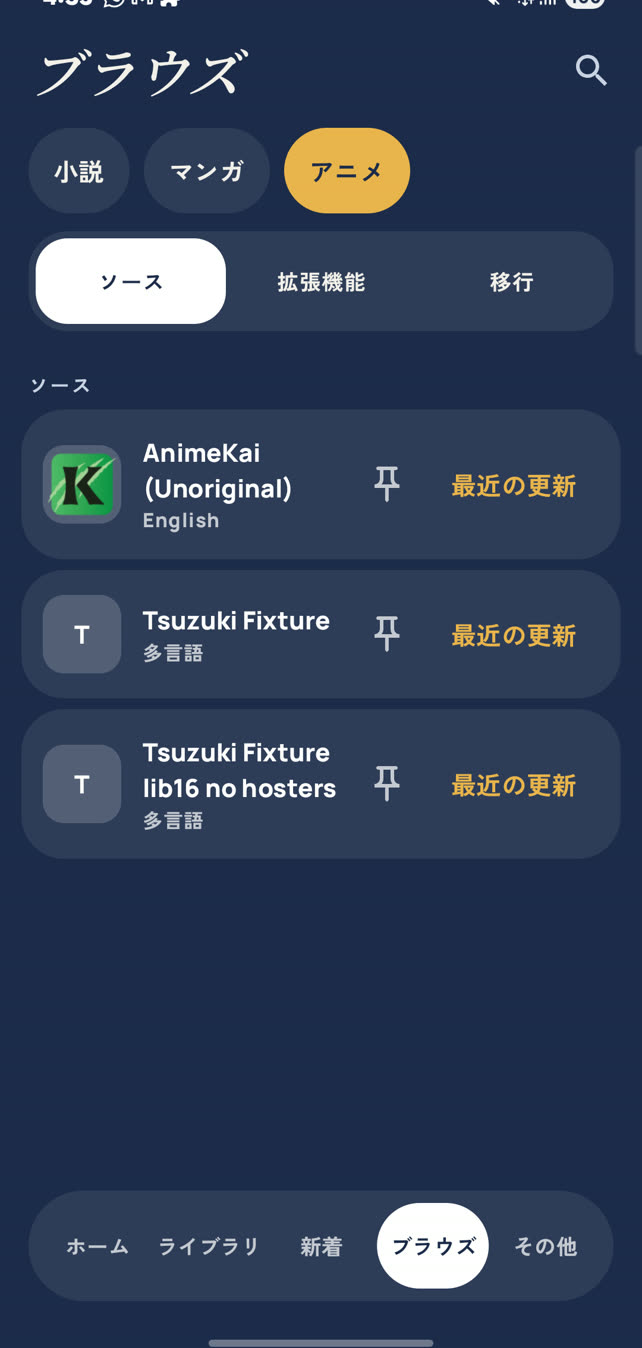 ブラウズ
小説 マンガ アニメ
ソース 拡張機能 移行
ソース
K
AnimeKai
(Unoriginal)
English
最近の更新
T
Tsuzuki Fixture
多言語
最近の更新
T
Tsuzuki Fixture
lib16 no hosters
多言語
最近の更新
ホーム ライブラリ 新着 ブラウズ その他